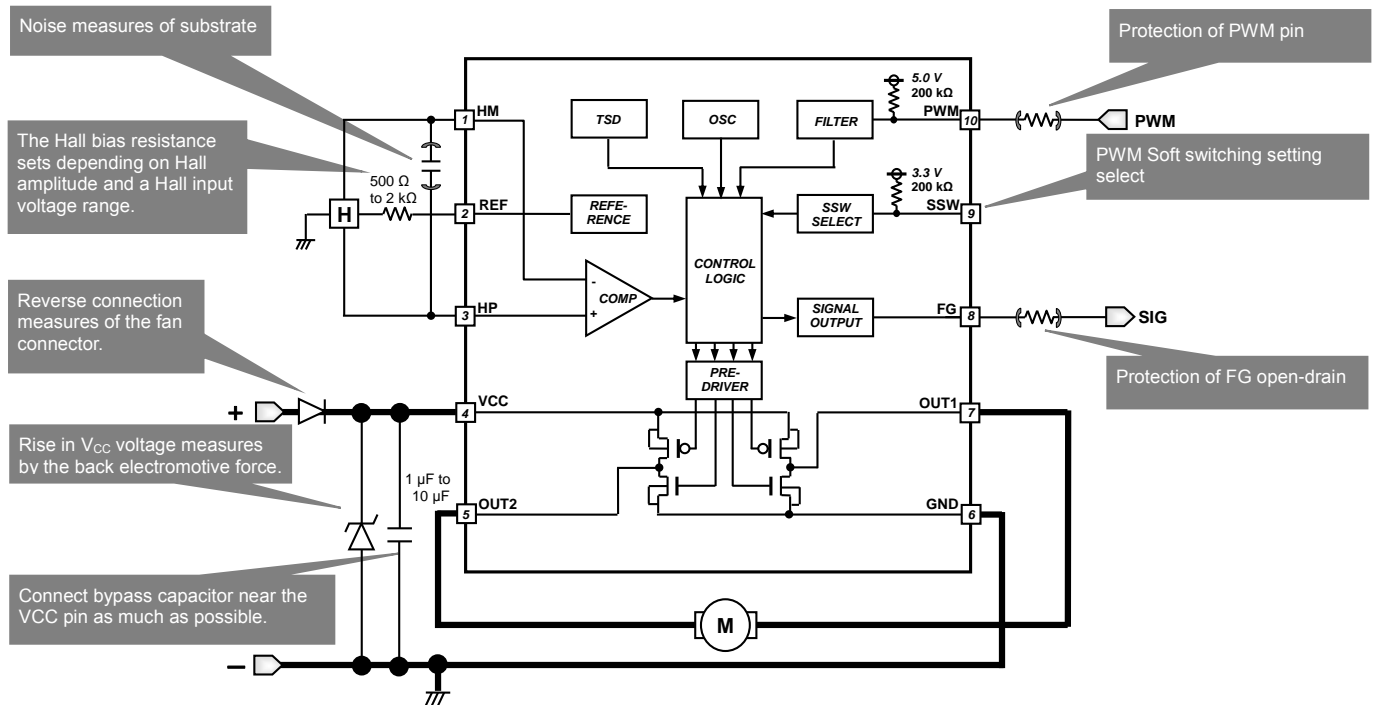 Noise measures of substrate
The Hall bias resistance
sets depending on Hall
amplitude and a Hall input
voltage range.
500 Ω
to 2 kΩ
H
Reverse connection
measures of the fan
connector.
+
Rise in VCC voltage measures
by the back electromotive force.
1 µF to
10 µF
Connect bypass capacitor near the
VCC pin as much as possible.
–
1
HM
2
REF
3
HP
4
VCC
5
OUT2
TSD
OSC
FILTER
5.0 V
200 kΩ
PWM
10
PWM
Protection of PWM pin
REFE-
RENCE
CONTROL
LOGIC
SSW
SELECT
3.3 V
200 kΩ
SSW
9
PWM Soft switching setting
select
-
+
COMP
SIGNAL
OUTPUT
FG
8
SIG
Protection of FG open-drain
PRE-
DRIVER
OUT1
7
GND
6
M